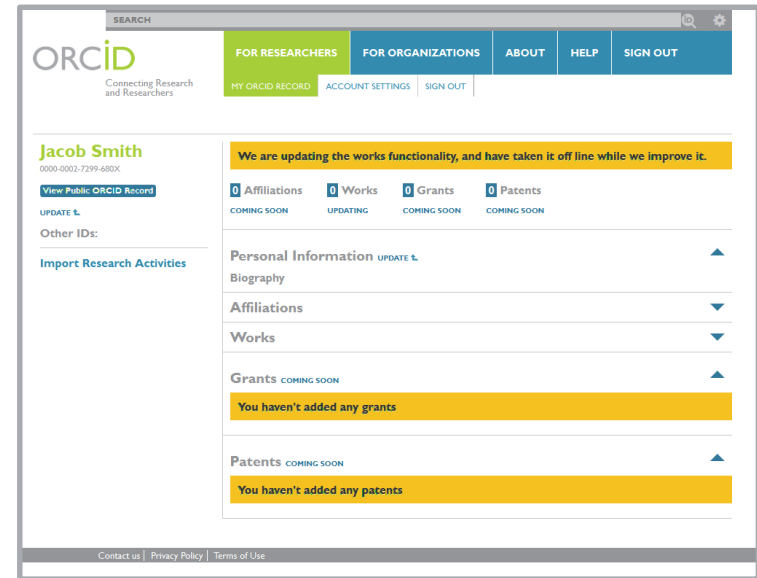 SEARCH
iD
ORCiD
Connecting Research
and Researchers
FOR RESEARCHERS FOR ORGANIZATIONS ABOUT HELP SIGN OUT
MY ORCID RECORD ACCOUNT SETTINGS SIGN OUT
Jacob Smith
0000-0002-7299-680X
View Public ORCID Record
UPDATE
Other IDs:
Import Research Activities
We are updating the works functionality, and have taken it off line while we improve it.
0 Affiliations 0 Works 0 Grants 0 Patents
COMING SOON UPDATING COMING SOON COMING SOON
Personal Information UPDATE
Biography
Affiliations
Works
Grants COMING SOON
You haven't added any grants
Patents COMING SOON
You haven't added any patents
Contact us | Privacy Policy | Terms of Use